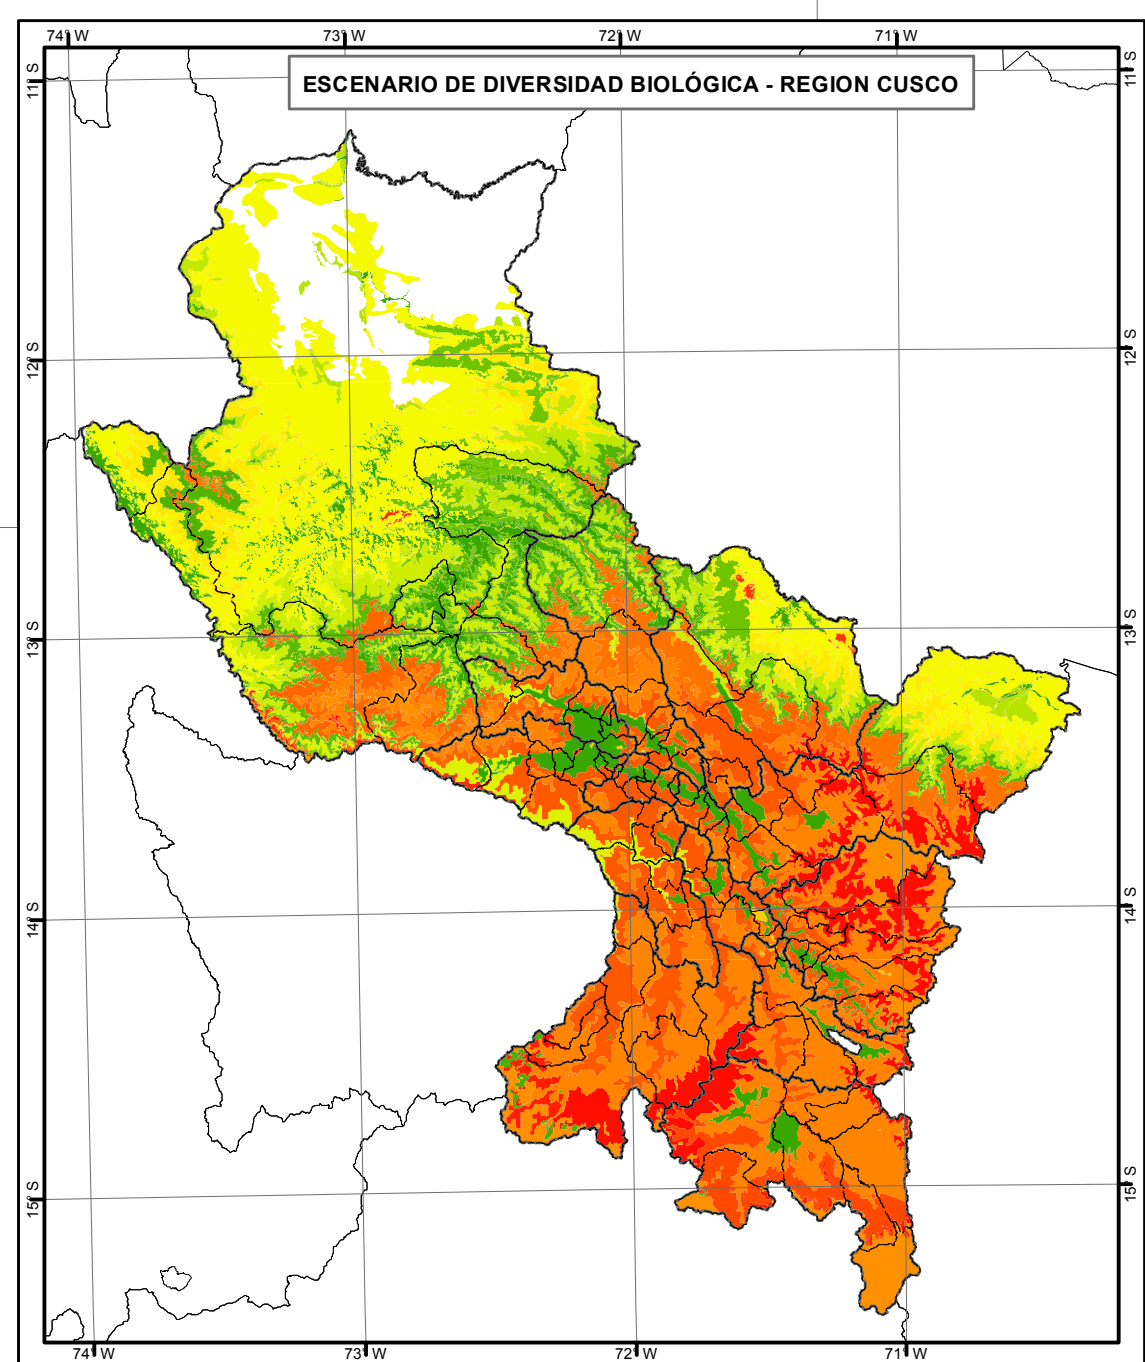 74° W 73° W 72° W 71° W
ESCENARIO DE DIVERSIDAD BIOLÓGICA - REGION CUSCO
11° S 11° S
12° S 12° S
13° S 13° S
14° S 14° S
15° S 15° S
74° W 73° W 72° W 71° W